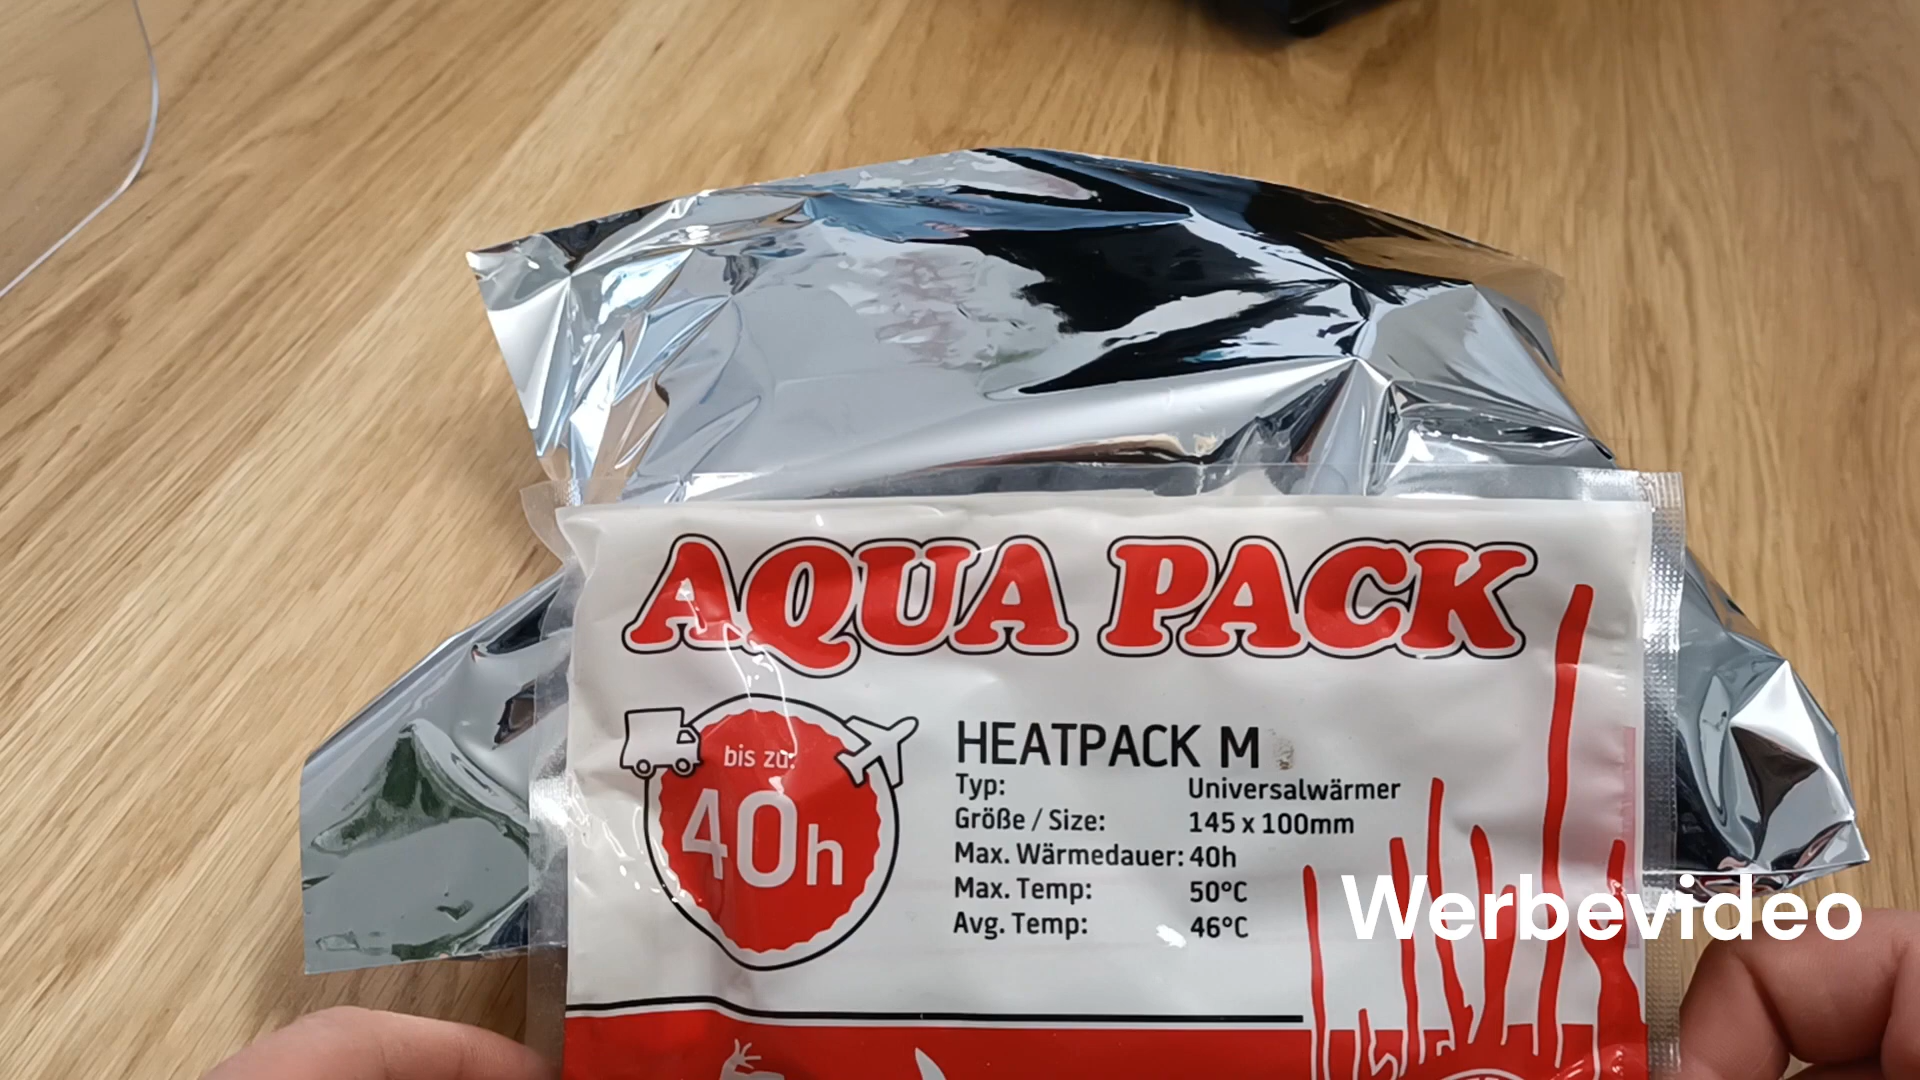 AQUA PACK
bis zu:
40h
HEATPACK M
Typ: Universalwärmer
Größe / Size: 145 x 100mm
Max. Wärmedauer: 40h
Max. Temp: 50°C
Avg. Temp: 46°C
Werbevideo